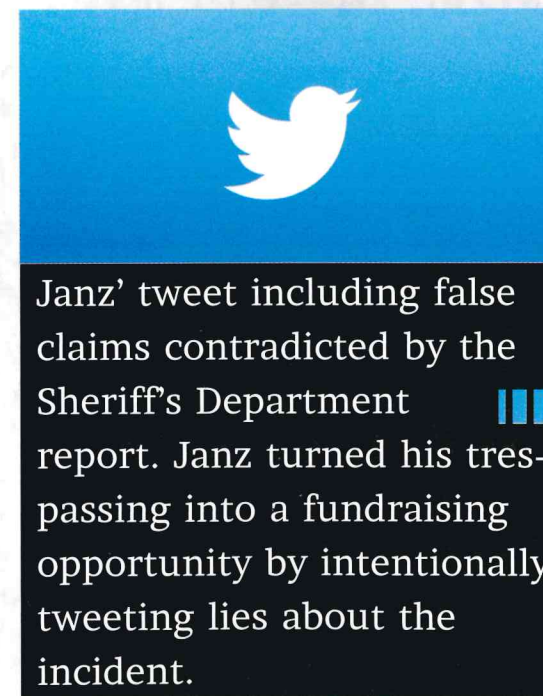 Janz’ tweet including false
claims contradicted by the
Sheriff’s Department
report. Janz turned his tres-
passing into a fundraising
opportunity by intentionally
tweeting lies about the
incident.